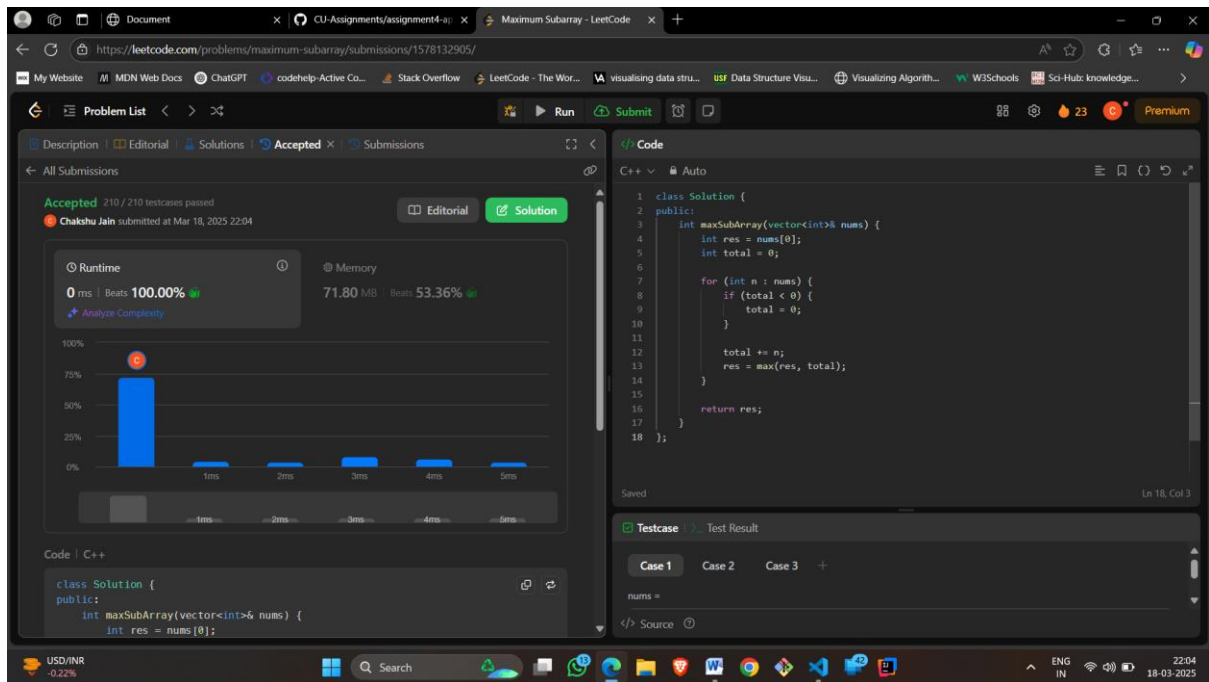 Document
CU-Assignments/assignment4-ap
Maximum Subarray - LeetCode
https://leetcode.com/problems/maximum-subarray/submissions/1578132905/
My Website
MDN Web Docs
ChatGPT
codehelp-Active Co...
Stack Overflow
LeetCode - The Wor...
visualising data stru...
USF Data Structure Visu...
Visualizing Algorith...
W3Schools
Sci-Hub: knowledge...
Problem List
Run
Submit
23
Premium
Description
Editorial
Solutions
Accepted
Submissions
All Submissions
Accepted 210 / 210 testcases passed
Chakshu Jain submitted at Mar 18, 2025 22:04
Editorial
Solution
Runtime
0 ms | Beats 100.00%
Analyze Complexity
Memory
71.80 MB | Beats 53.36%
100%
75%
50%
25%
0%
1ms 2ms 3ms 4ms 5ms
1ms 2ms 3ms 4ms 5ms
Code | C++
class Solution {
public:
int maxSubArray(vector<int>& nums) {
int res = nums[0];
</> Code
C++ Auto
1 class Solution {
2 public:
3 int maxSubArray(vector<int>& nums) {
4 int res = nums[0];
5 int total = 0;
6
7 for (int n : nums) {
8 if (total < 0) {
9 total = 0;
10 }
11
12 total += n;
13 res = max(res, total);
14 }
15
16 return res;
17 }
18 };
Saved
Ln 18, Col 3
Testcase
Test Result
Case 1 Case 2 Case 3 +
nums =
</> Source
USD/INR
-0.22%
Search
13
42
ENG
IN
22:04
18-03-2025